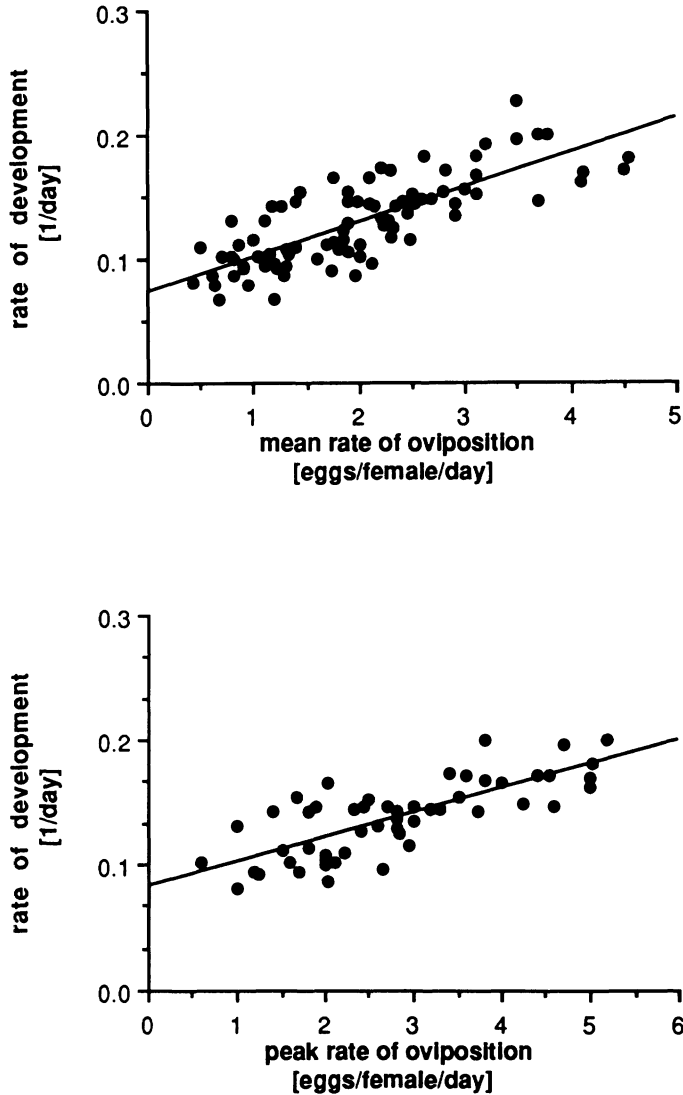 0.3
0.2
0.1
0.0
rate of development
[1/day]
0 1 2 3 4 5
mean rate of oviposition
[eggs/female/day]
0.3
0.2
0.1
0.0
rate of development
[1/day]
0 1 2 3 4 5 6
peak rate of oviposition
[eggs/female/day]